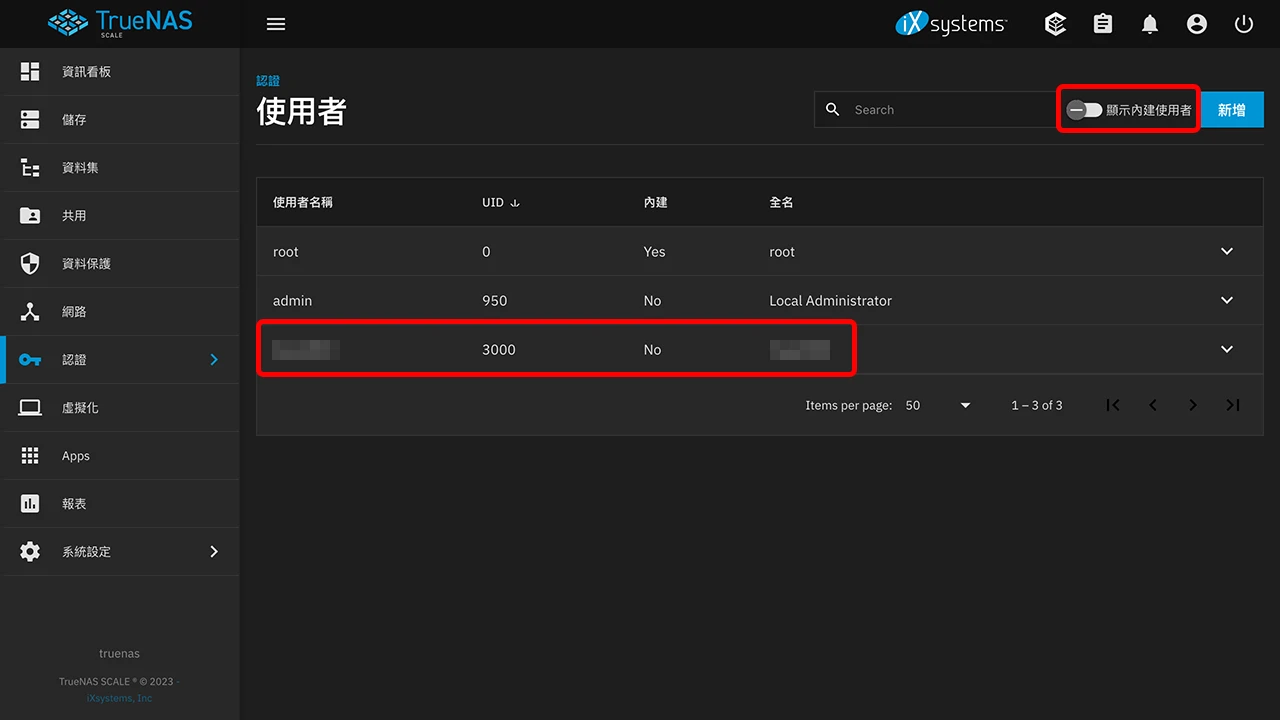 TrueNAS
SCALE
iXsystems
資訊看板
儲存
資料集
共用
資料保護
網路
認證
虛擬化
Apps
報表
系統設定
truenas
TrueNAS SCALE ® © 2023 -
iXsystems, Inc
認證
使用者
Search
顯示內建使用者
新增
使用者名稱 UID 內建 全名
root 0 Yes root
admin 950 No Local Administrator
3000 No
Items per page: 50 1 – 3 of 3